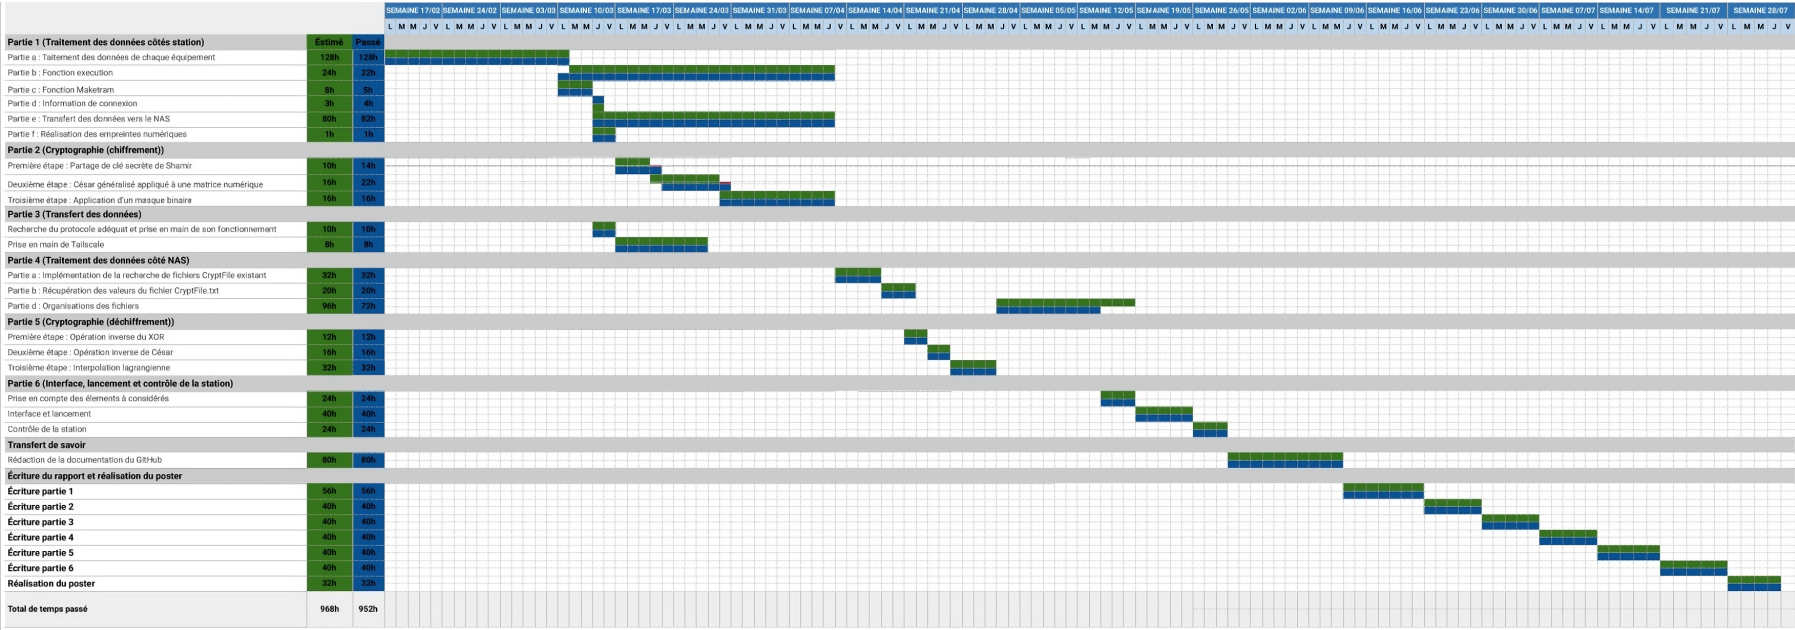 SEMAINE 17/02 SEMAINE 24/02 SEMAINE 03/03 SEMAINE 10/03 SEMAINE 17/03 SEMAINE 24/03 SEMAINE 31/03 SEMAINE 07/04 SEMAINE 14/04 SEMAINE 21/04 SEMAINE 28/04 SEMAINE 05/05 SEMAINE 12/05 SEMAINE 19/05 SEMAINE 26/05 SEMAINE 02/06 SEMAINE 09/06 SEMAINE 16/06 SEMAINE 23/06 SEMAINE 30/06 SEMAINE 07/07 SEMAINE 14/07 SEMAINE 21/07 SEMAINE 28/07
L M M J V L M M J V L M M J V L M M J V L M M J V L M M J V L M M J V L M M J V L M M J V L M M J V L M M J V L M M J V L M M J V L M M J V L M M J V L M M J V L M M J V L M M J V L M M J V L M M J V L M M J V L M M J V L M M J V L M M J V
Partie 1 (Traitement des données côtés station) Estimé Passé
Partie a : Taitement des données de chaque équipement 128h 128h
Partie b : Fonction execution 24h 22h
Partie c : Fonction Maketram 8h 5h
Partie d : Information de connexion 3h 4h
Partie e : Transfert des données vers le NAS 80h 82h
Partie f : Réalisation des empreintes numériques 1h 1h
Partie 2 (Cryptographie (chiffrement))
Première étape : Partage de clé secrète de Shamir 10h 14h
Deuxième étape : César généralisé appliqué à une matrice numérique 16h 22h
Troisième étape : Application d'un masque binaire 16h 16h
Partie 3 (Transfert des données)
Recherche du protocole adéquat et prise en main de son fonctionnement 10h 10h
Prise en main de Tailscale 8h 8h
Partie 4 (Traitement des données côté NAS)
Partie a : Implémentation de la recherche de fichiers CryptFile existant 32h 32h
Partie b : Récupération des valeurs du fichier CryptFile.txt 20h 20h
Partie d : Organisations des fichiers 96h 72h
Partie 5 (Cryptographie (déchiffrement))
Première étape : Opération inverse du XOR 12h 12h
Deuxième étape : Opération inverse de César 16h 16h
Troisième étape : Interpolation lagrangienne 32h 32h
Partie 6 (Interface, lancement et contrôle de la station)
Prise en compte des élements à considérés 24h 24h
Interface et lancement 40h 40h
Contrôle de la station 24h 24h
Transfert de savoir
Rédaction de la documentation du GitHub 80h 80h
Écriture du rapport et réalisation du poster
Écriture partie 1 56h 56h
Écriture partie 2 40h 40h
Écriture partie 3 40h 40h
Écriture partie 4 40h 40h
Écriture partie 5 40h 40h
Écriture partie 6 40h 40h
Réalisation du poster 32h 32h
Total de temps passé 968h 952h